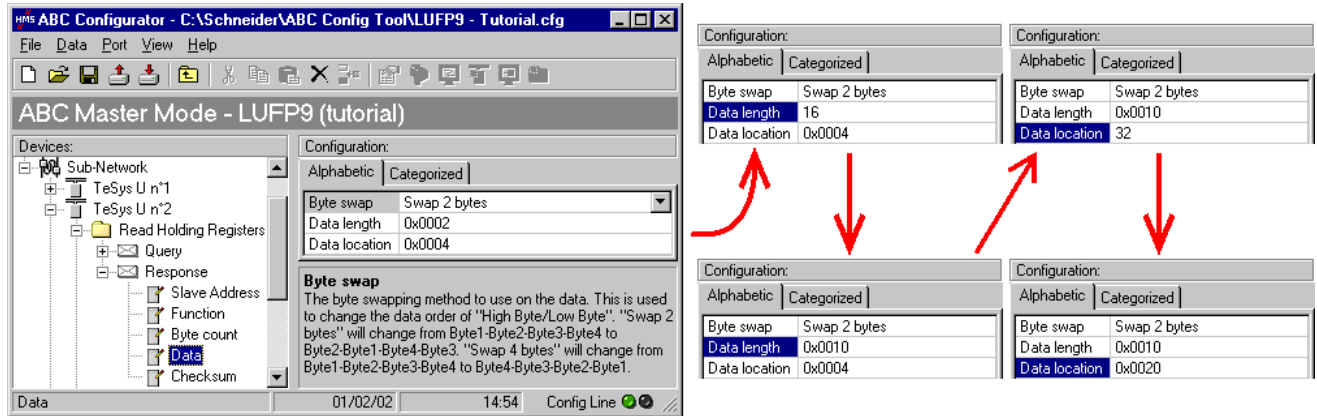 HMS ABC Configurator - C:\Schneider\ABC Config Tool\LUFP9 - Tutorial.cfg
File Data Port View Help
ABC Master Mode - LUFP9 (tutorial)
Devices:
Sub-Network
TeSys U n°1
TeSys U n°2
Read Holding Registers
Query
Response
Slave Address
Function
Byte count
Data
Checksum
Configuration:
Alphabetic Categorized
Byte swap Swap 2 bytes
Data length 0x0002
Data location 0x0004
Byte swap
The byte swapping method to use on the data. This is used
to change the data order of "High Byte/Low Byte". "Swap 2
bytes" will change from Byte1-Byte2-Byte3-Byte4 to
Byte2-Byte1-Byte4-Byte3. "Swap 4 bytes" will change from
Byte1-Byte2-Byte3-Byte4 to Byte4-Byte3-Byte2-Byte1.
Data 01/02/02 14:54 Config Line
Configuration:
Alphabetic Categorized
Byte swap Swap 2 bytes
Data length 16
Data location 0x0004
Configuration:
Alphabetic Categorized
Byte swap Swap 2 bytes
Data length 0x0010
Data location 0x0004
Configuration:
Alphabetic Categorized
Byte swap Swap 2 bytes
Data length 0x0010
Data location 32
Configuration:
Alphabetic Categorized
Byte swap Swap 2 bytes
Data length 0x0010
Data location 0x0020